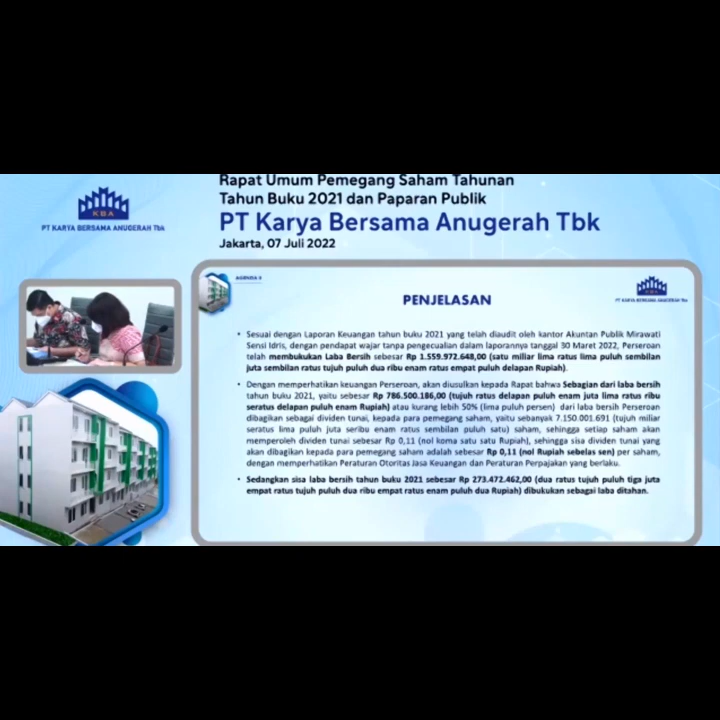 Rapat Umum Pemegang Saham Tahunan
Tahun Buku 2021 dan Paparan Publik
PT Karya Bersama Anugerah Tbk
Jakarta, 07 Juli 2022
KBA
PT KARYA BERSAMA ANUGERAH Tbk
AGENDA II
PENJELASAN
KBA
PT KARYA BERSAMA ANUGERAH Tbk
• Sesuai dengan Laporan Keuangan tahun buku 2021 yang telah diaudit oleh kantor Akuntan Publik Mirawati
Sensi Idris, dengan pendapat wajar tanpa pengecualian dalam laporannya tanggal 30 Maret 2022, Perseroan
telah membukukan Laba Bersih sebesar Rp 1.559.972.648,00 (satu miliar lima ratus lima puluh sembilan
juta sembilan ratus tujuh puluh dua ribu enam ratus empat puluh delapan Rupiah).
• Dengan memperhatikan keuangan Perseroan, akan diusulkan kepada Rapat bahwa Sebagian dari laba bersih
tahun buku 2021, yaitu sebesar Rp 786.500.186,00 (tujuh ratus delapan puluh enam juta lima ratus ribu
seratus delapan puluh enam Rupiah) atau kurang lebih 50% (lima puluh persen) dari laba bersih Perseroan
dibagikan sebagai dividen tunai, kepada para pemegang saham, yaitu sebanyak 7.150.001.691 (tujuh miliar
seratus lima puluh juta seribu enam ratus sembilan puluh satu) saham, sehingga setiap saham akan
memperoleh dividen tunai sebesar Rp 0,11 (nol koma satu satu Rupiah), sehingga sisa dividen tunai yang
akan dibagikan kepada para pemegang saham adalah sebesar Rp 0,11 (nol Rupiah sebelas sen) per saham,
dengan memperhatikan Peraturan Otoritas Jasa Keuangan dan Peraturan Perpajakan yang berlaku.
• Sedangkan sisa laba bersih tahun buku 2021 sebesar Rp 273.472.462,00 (dua ratus tujuh puluh tiga juta
empat ratus tujuh puluh dua ribu empat ratus enam puluh dua Rupiah) dibukukan sebagai laba ditahan.